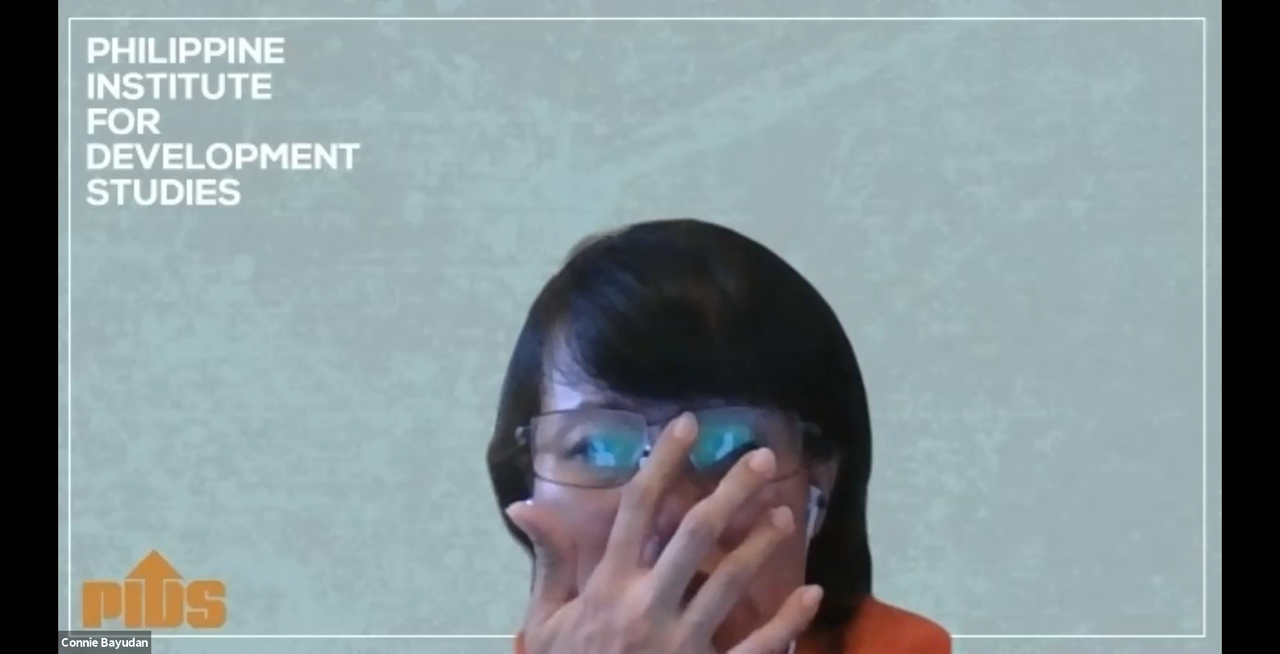 PHILIPPINE
INSTITUTE
FOR
DEVELOPMENT
STUDIES
pids
Connie Bayudan